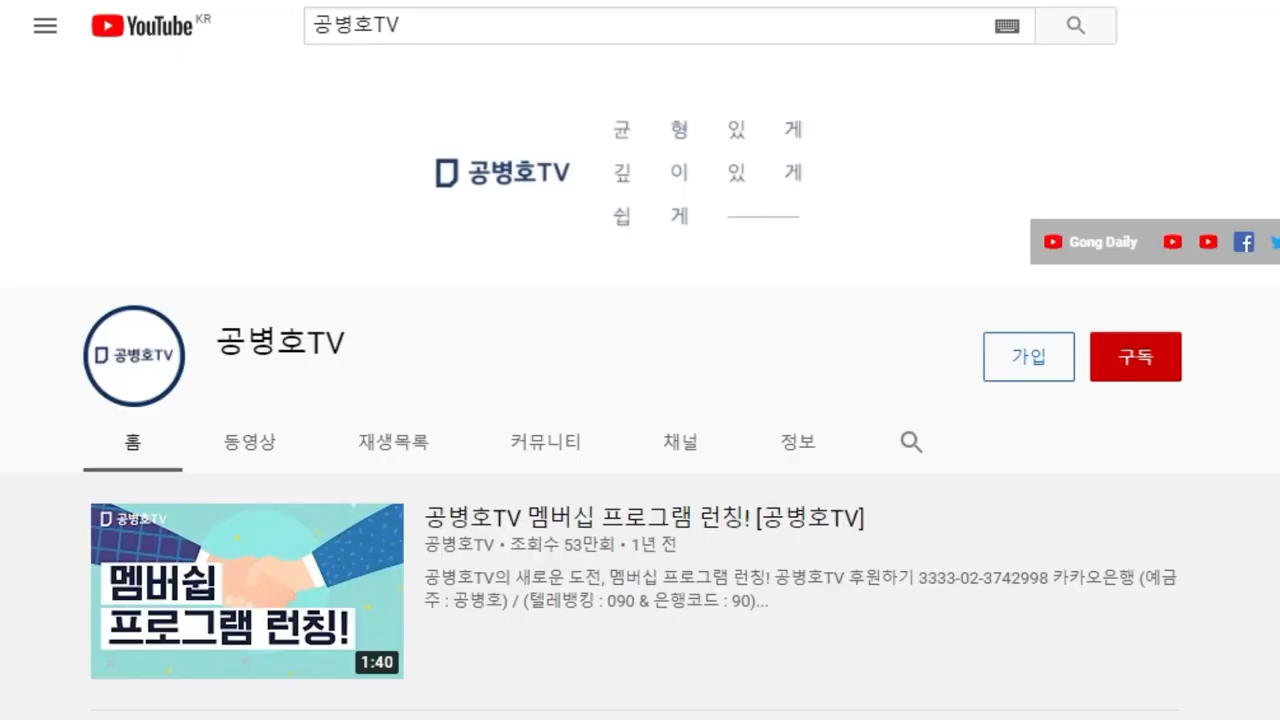 YouTube KR
공병호TV
균 형 있 게
공병호TV
깊 이 있 게
쉽 게
Gong Daily
공병호TV
공병호TV
가입
구독
홈
동영상
재생목록
커뮤니티
채널
정보
공병호TV
멤버쉽
프로그램 런칭!
1:40
공병호TV 멤버십 프로그램 런칭! [공병호TV]
공병호TV • 조회수 53만회 • 1년 전
공병호TV의 새로운 도전, 멤버십 프로그램 런칭! 공병호TV 후원하기 3333-02-3742998 카카오은행 (예금
주 : 공병호) / (텔레뱅킹 : 090 & 은행코드 : 90)...